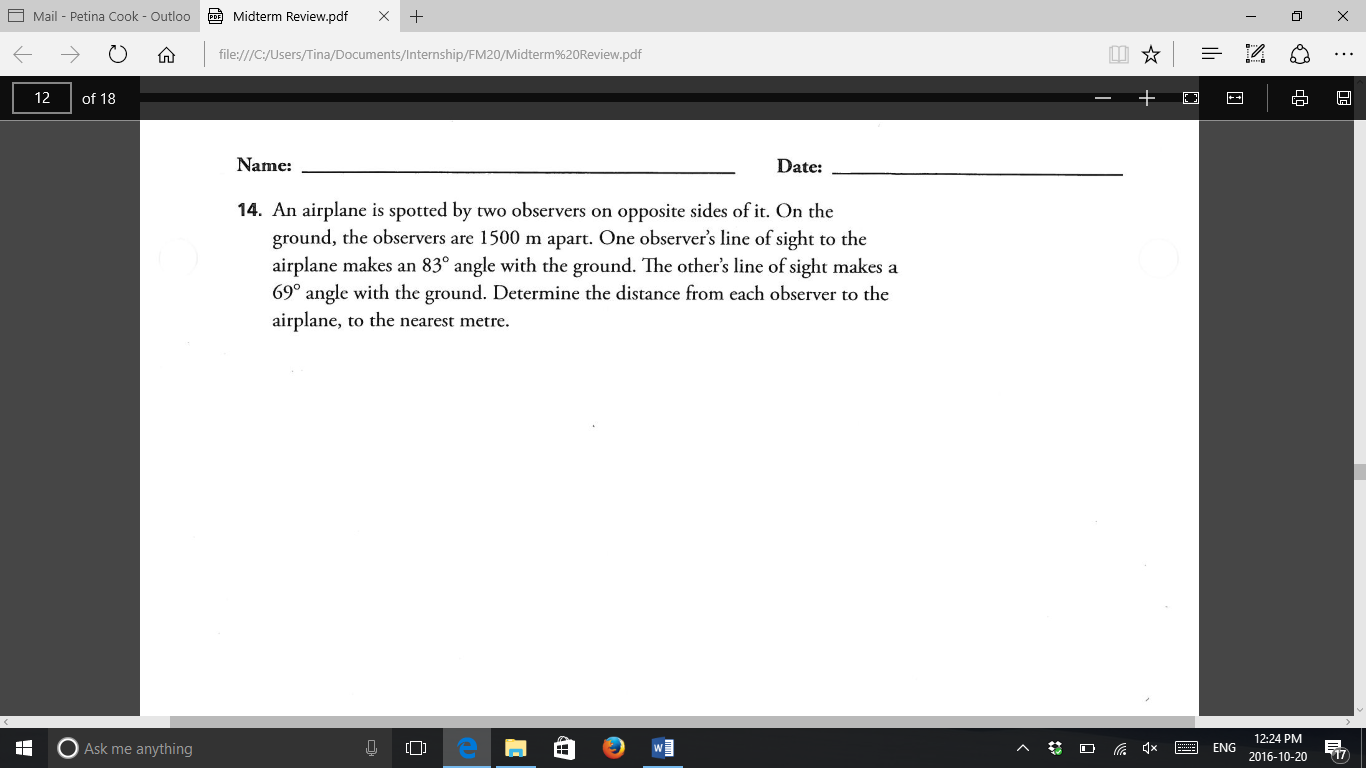 Mail - Petina Cook - Outloo
Midterm Review.pdf
file:///C:/Users/Tina/Documents/Internship/FM20/Midterm%20Review.pdf
12 of 18
Name: Date:
14. An airplane is spotted by two observers on opposite sides of it. On the
ground, the observers are 1500 m apart. One observer's line of sight to the
airplane makes an 83° angle with the ground. The other's line of sight makes a
69° angle with the ground. Determine the distance from each observer to the
airplane, to the nearest metre.
Ask me anything
ENG
12:24 PM
2016-10-20
17